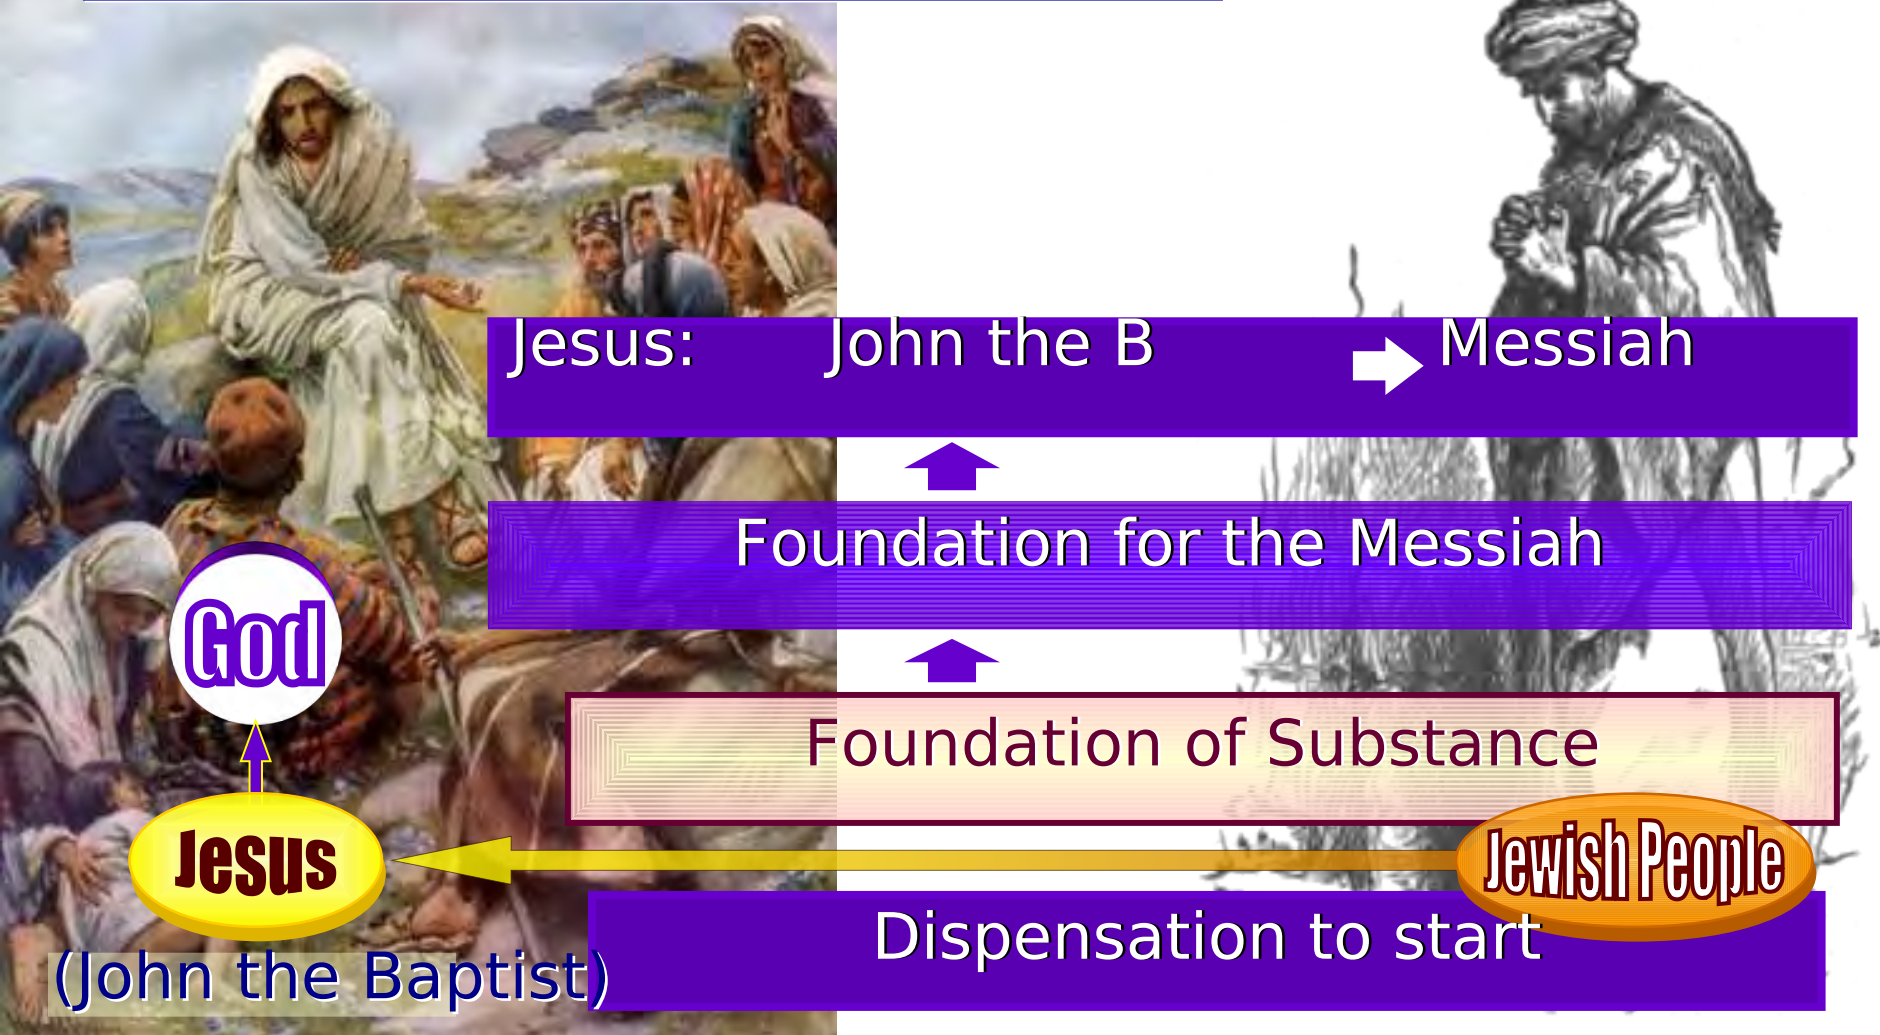 Jesus: John the B Messiah
Foundation for the Messiah
God
Foundation of Substance
Jesus
Jewish People
Dispensation to start
(John the Baptist)